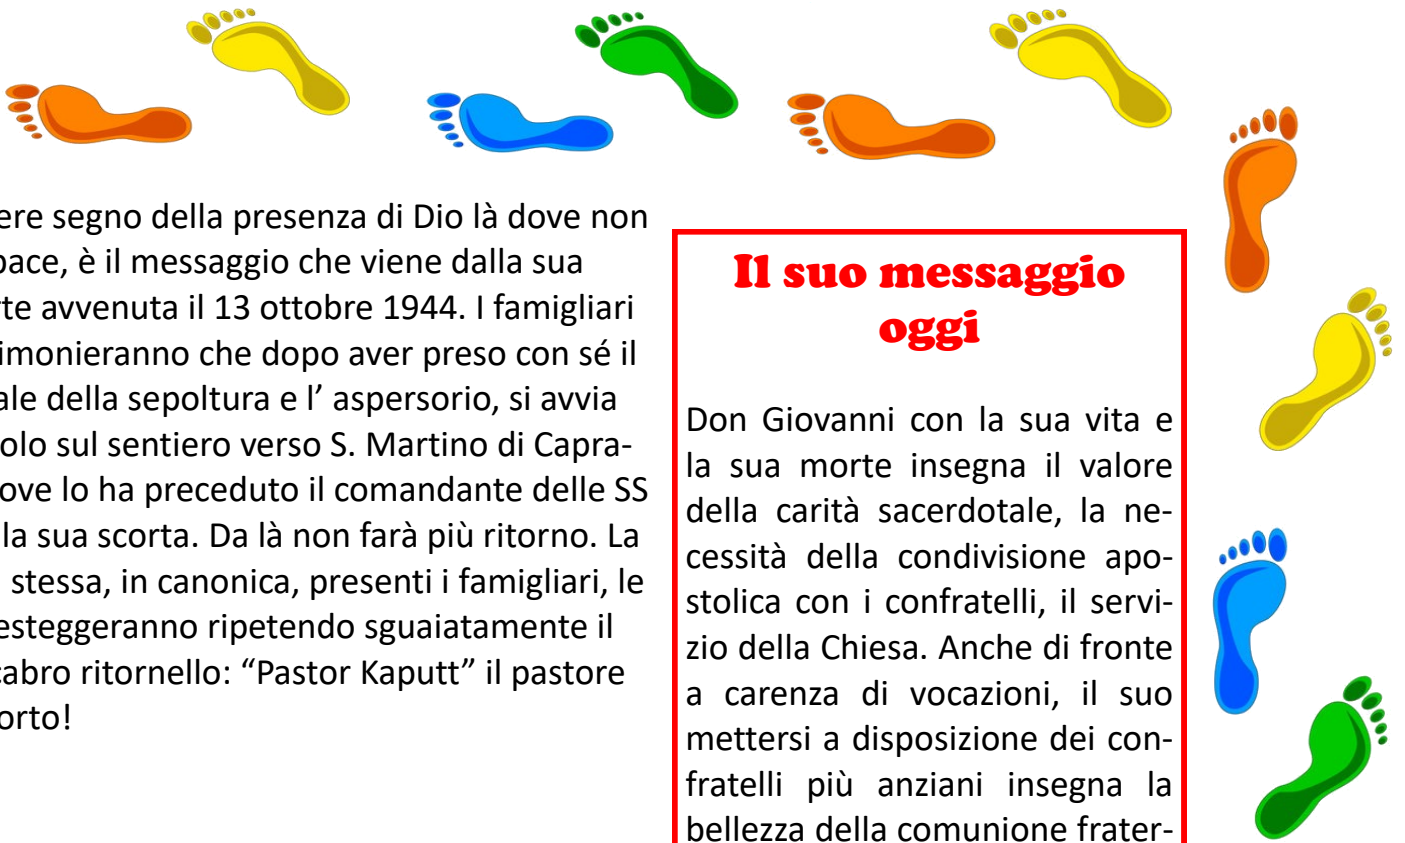 ere segno della presenza di Dio là dove non
pace, è il messaggio che viene dalla sua
rte avvenuta il 13 ottobre 1944. I famigliari
imonieranno che dopo aver preso con sé il
ale della sepoltura e l’ aspersorio, si avvia
olo sul sentiero verso S. Martino di Capra-
ove lo ha preceduto il comandante delle SS
la sua scorta. Da là non farà più ritorno. La
stessa, in canonica, presenti i famigliari, le
esteggeranno ripetendo sguaiatamente il
abro ritornello: “Pastor Kaputt” il pastore
orto!
Il suo messaggio
oggi
Don Giovanni con la sua vita e
la sua morte insegna il valore
della carità sacerdotale, la ne-
cessità della condivisione apo-
stolica con i confratelli, il servi-
zio della Chiesa. Anche di fronte
a carenza di vocazioni, il suo
mettersi a disposizione dei con-
fratelli più anziani insegna la
bellezza della comunione frater-